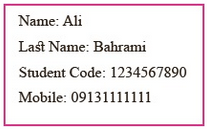 Name: Ali
Last Name: Bahrami
Student Code: 1234567890
Mobile: 09131111111